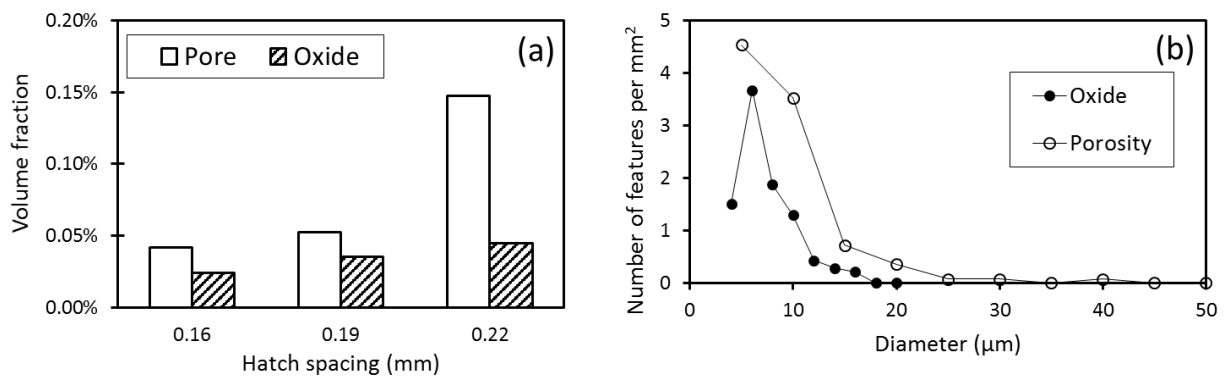 0.20%
0.15%
0.10%
0.05%
0.00%
Volume fraction
Pore
Oxide
(a)
0.16
0.19
0.22
Hatch spacing (mm)
5
4
3
2
1
0
Number of features per mm²
(b)
Oxide
Porosity
0
10
20
30
40
50
Diameter (μm)